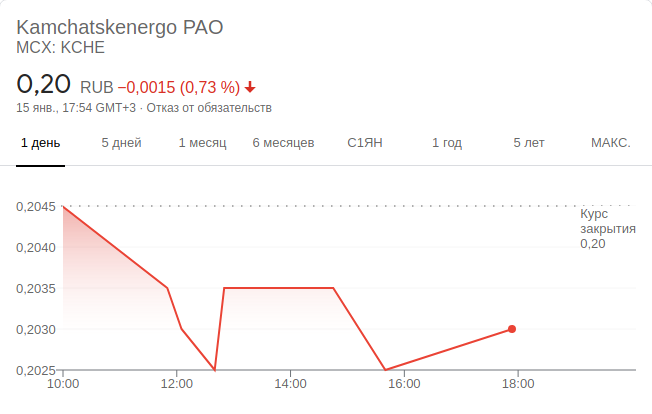 Kamchatskenergo PAO
MCX: KCHE
0,20 RUB −0,0015 (0,73 %)
15 янв., 17:54 GMT+3 · Отказ от обязательств
1 день 5 дней 1 месяц 6 месяцев С1ЯН 1 год 5 лет МАКС.
0,2045
Курс
закрытия
0,20
0,2040
0,2035
0,2030
0,2025
10:00 12:00 14:00 16:00 18:00